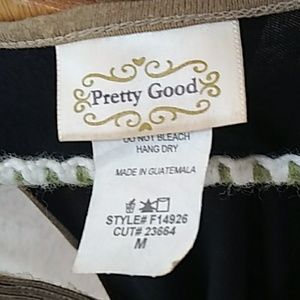 Pretty Good
DO NOT BLEACH
HANG DRY
MADE IN GUATEMALA
STYLE# F14926
CUT# 23664
M